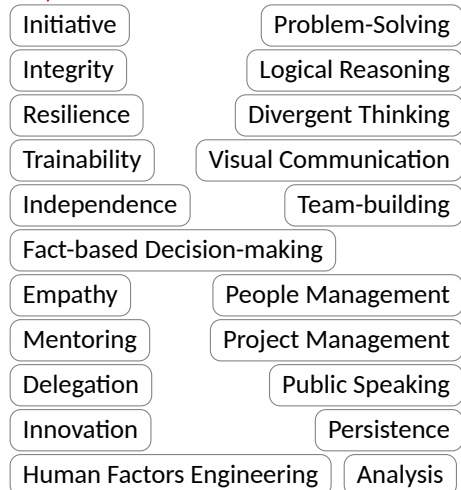 Initiative Problem-Solving
Integrity Logical Reasoning
Resilience Divergent Thinking
Trainability Visual Communication
Independence Team-building
Fact-based Decision-making
Empathy People Management
Mentoring Project Management
Delegation Public Speaking
Innovation Persistence
Human Factors Engineering Analysis